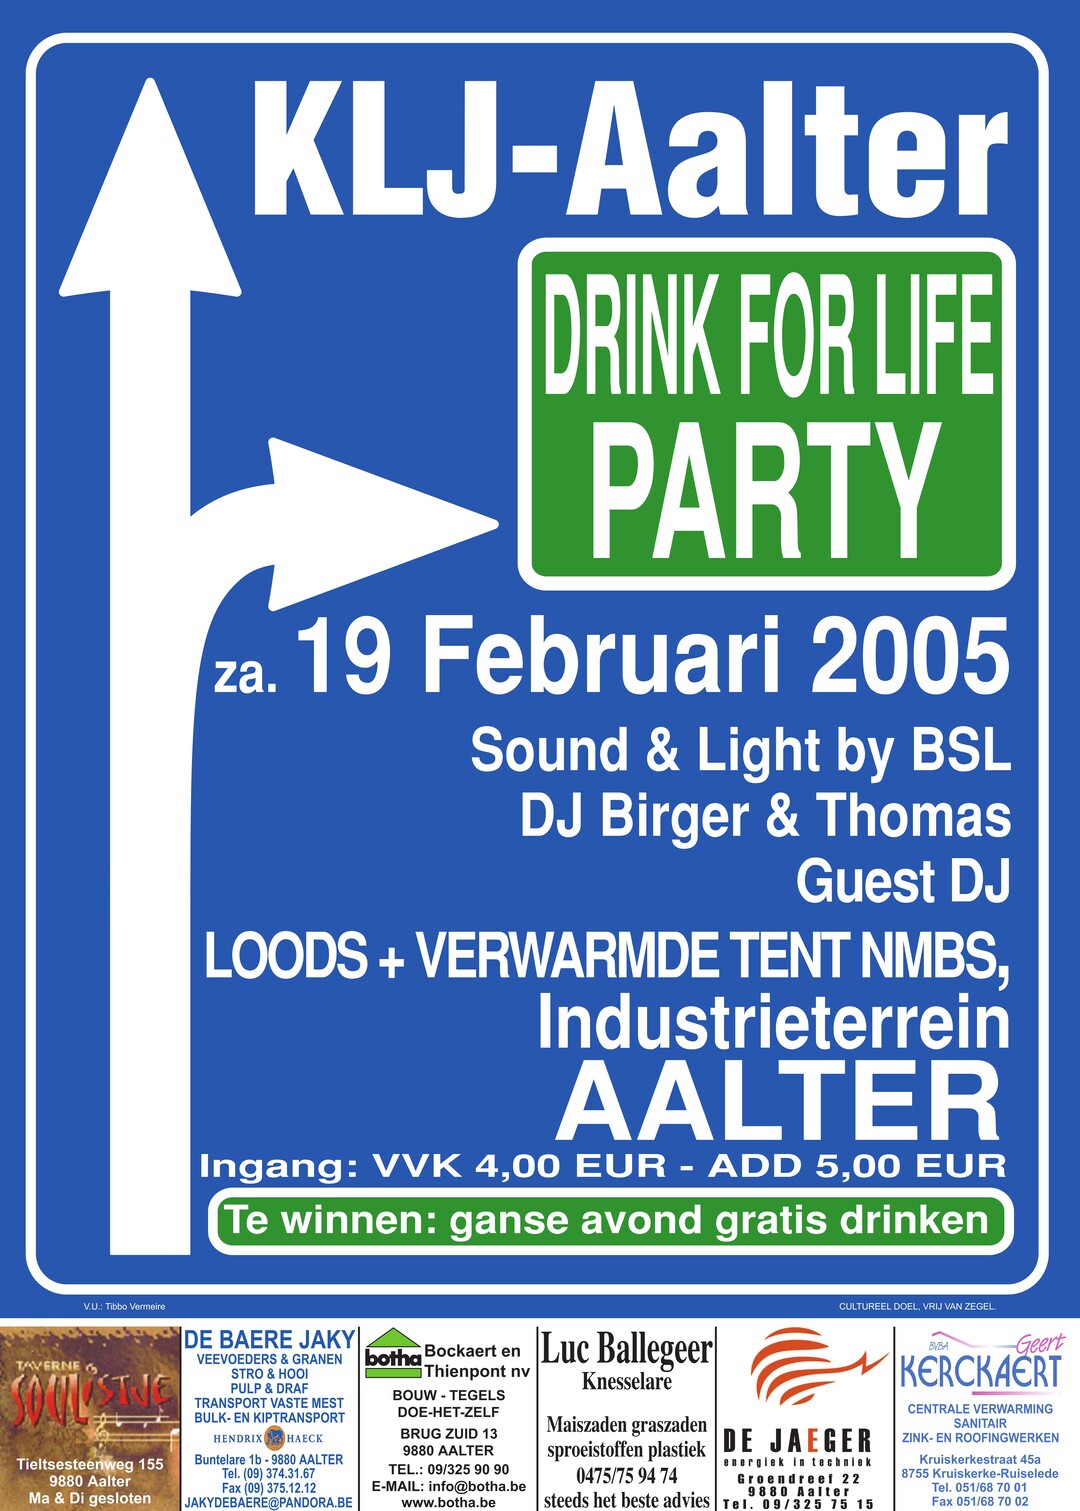 KLJ-Aalter
DRINK FOR LIFE
PARTY
za. 19 Februari 2005
Sound & Light by BSL
DJ Birger & Thomas
Guest DJ
LOODS + VERWARMDE TENT NMBS,
Industrieterrein
AALTER
Ingang: VVK 4,00 EUR - ADD 5,00 EUR
Te winnen: ganse avond gratis drinken
V.U.: Tibbo Vermeire
CULTUREEL DOEL, VRIJ VAN ZEGEL.
TAVERNE
Tieltsesteenweg 155
9880 Aalter
Ma & Di gesloten
DE BAERE JAKY
VEEVOEDERS & GRANEN
STRO & HOOI
PULP & DRAF
TRANSPORT VASTE MEST
BULK- EN KIPTRANSPORT
HENDRIX HAECK
Buntelare 1b - 9880 AALTER
Tel. (09) 374.31.67
Fax (09) 375.12.12
JAKYDEBAERE@PANDORA.BE
botha
Bockaert en
Thienpont nv
BOUW - TEGELS
DOE-HET-ZELF
BRUG ZUID 13
9880 AALTER
TEL.: 09/325 90 90
E-MAIL: info@botha.be
www.botha.be
Luc Ballegeer
Knesselare
Maiszaden graszaden
sproeistoffen plastiek
0475/75 94 74
steeds het beste advies
DE JAEGER
energiek in techniek
Groendreef 22
9880 Aalter
Tel. 09/325 75 15
BVBA Geert
KERCKAERT
CENTRALE VERWARMING
SANITAIR
ZINK- EN ROOFINGWERKEN
Kruiskerkestraat 45a
8755 Kruiskerke-Ruiselede
Tel. 051/68 70 01
Fax 051/68 70 02